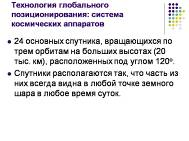 Технология глобального
позиционирования: система
космических аппаратов
24 основных спутника, вращающихся по
трем орбитам на больших высотах (20
тыс. км), расположенных под углом 120º.
Спутники располагаются так, что часть из
них всегда видна в любой точке земного
шара в любое время суток.